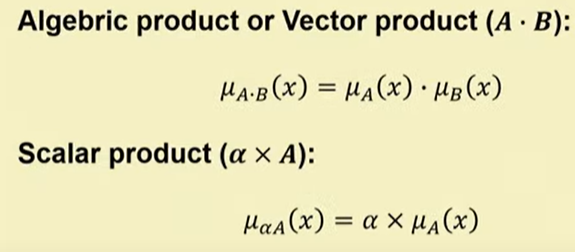 Algebric product or Vector product (A · B):
μ_{A·B}(x) = μ_A(x) · μ_B(x)
Scalar product (α × A):
μ_{αA}(x) = α × μ_A(x)